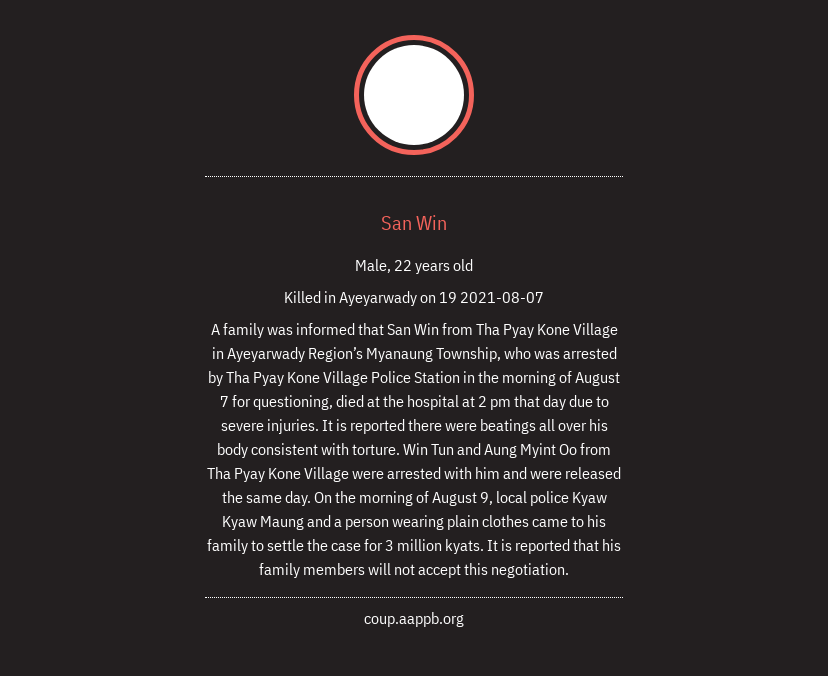 San Win
Male, 22 years old
Killed in Ayeyarwady on 19 2021-08-07
A family was informed that San Win from Tha Pyay Kone Village
in Ayeyarwady Region’s Myanaung Township, who was arrested
by Tha Pyay Kone Village Police Station in the morning of August
7 for questioning, died at the hospital at 2 pm that day due to
severe injuries. It is reported there were beatings all over his
body consistent with torture. Win Tun and Aung Myint Oo from
Tha Pyay Kone Village were arrested with him and were released
the same day. On the morning of August 9, local police Kyaw
Kyaw Maung and a person wearing plain clothes came to his
family to settle the case for 3 million kyats. It is reported that his
family members will not accept this negotiation.
coup.aappb.org